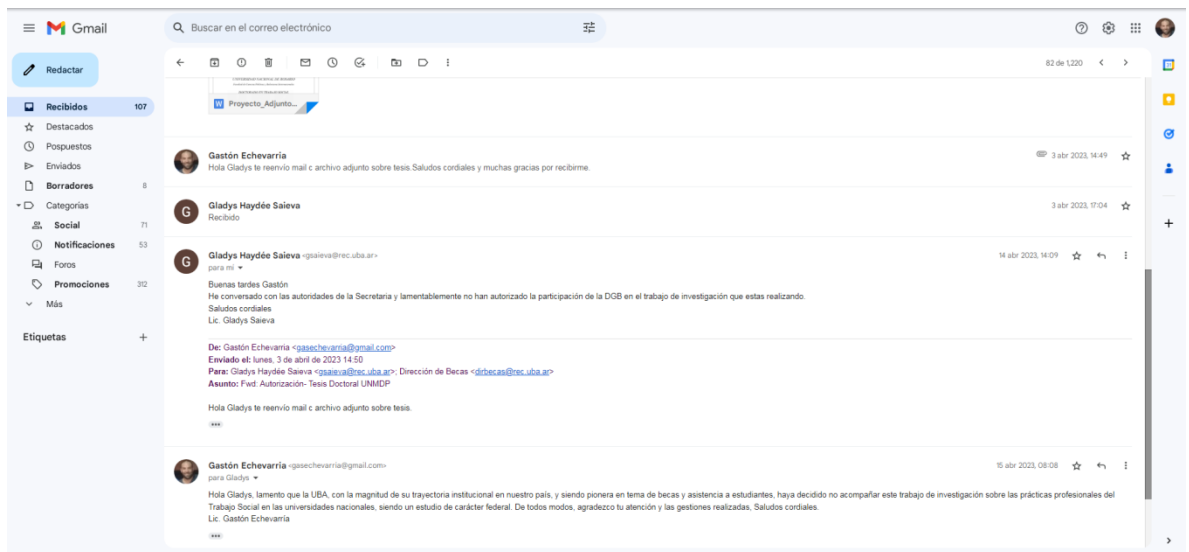 Gmail
Buscar en el correo electrónico
Redactar
82 de 1,220
Recibidos 107
Destacados
Pospuestos
Enviados
Borradores 8
Categorías
Social 71
Notificaciones 53
Foros
Promociones 312
Más
Etiquetas
W Proyecto_Adjunto...
Gastón Echevarria
3 abr 2023, 14:49
Hola Gladys te reenvío mail c archivo adjunto sobre tesis.Saludos cordiales y muchas gracias por recibirme.
G
Gladys Haydée Saieva
3 abr 2023, 17:04
Recibido
G
Gladys Haydée Saieva <gsaieva@rec.uba.ar>
14 abr 2023, 14:09
para mí
Buenas tardes Gastón
He conversado con las autoridades de la Secretaria y lamentablemente no han autorizado la participación de la DGB en el trabajo de investigación que estas realizando.
Saludos cordiales
Lic. Gladys Saieva
De: Gastón Echevarria <gasechevarria@gmail.com>
Enviado el: lunes, 3 de abril de 2023 14:50
Para: Gladys Haydée Saieva <gsaieva@rec.uba.ar>; Dirección de Becas <dirbecas@rec.uba.ar>
Asunto: Fwd: Autorización- Tesis Doctoral UNMDP
Hola Gladys te reenvío mail c archivo adjunto sobre tesis.
Gastón Echevarria <gasechevarria@gmail.com>
15 abr 2023, 08:08
para Gladys
Hola Gladys, lamento que la UBA, con la magnitud de su trayectoria institucional en nuestro país, y siendo pionera en tema de becas y asistencia a estudiantes, haya decidido no acompañar este trabajo de investigación sobre las prácticas profesionales del
Trabajo Social en las universidades nacionales, siendo un estudio de carácter federal. De todos modos, agradezco tu atención y las gestiones realizadas, Saludos cordiales.
Lic. Gastón Echevarría